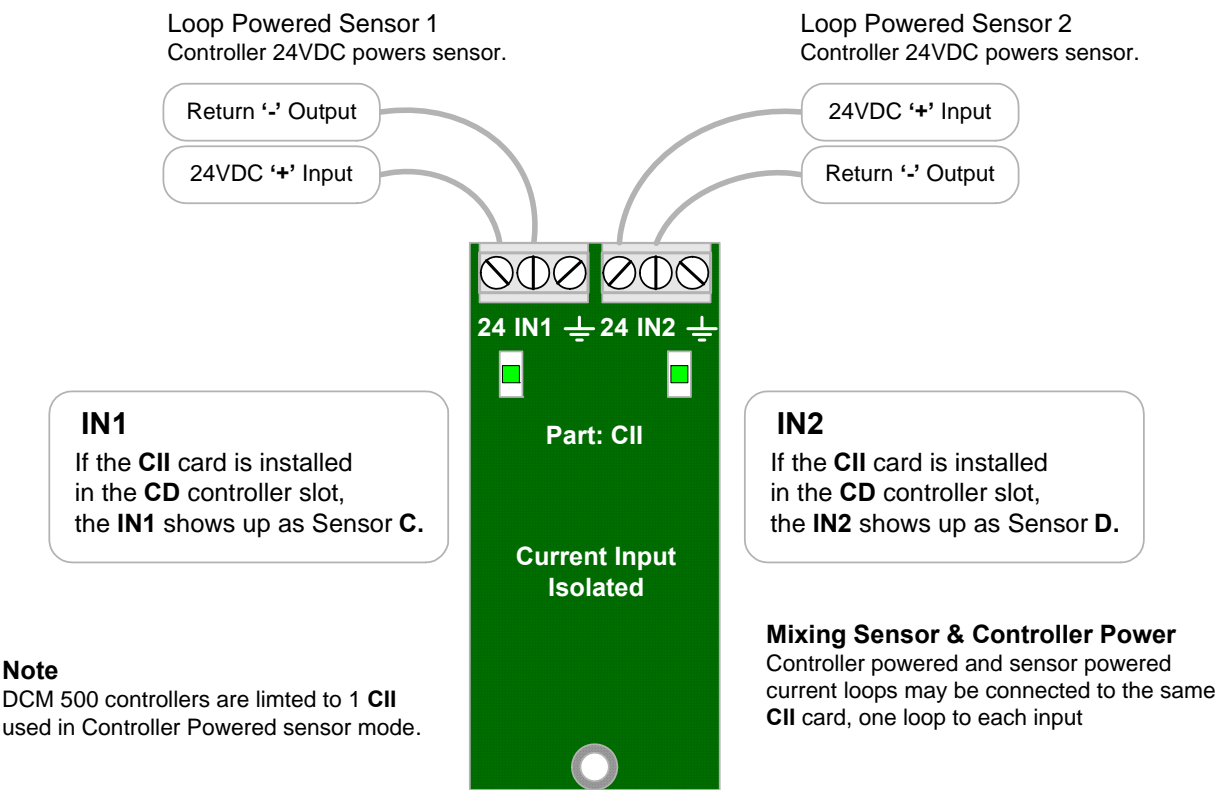 Loop Powered Sensor 1
Controller 24VDC powers sensor.
Return ‘-’ Output
24VDC ‘+’ Input
Loop Powered Sensor 2
Controller 24VDC powers sensor.
24VDC ‘+’ Input
Return ‘-’ Output
24 IN1 24 IN2
Part: CII
Current Input
Isolated
IN1
If the CII card is installed
in the CD controller slot,
the IN1 shows up as Sensor C.
IN2
If the CII card is installed
in the CD controller slot,
the IN2 shows up as Sensor D.
Note
DCM 500 controllers are limted to 1 CII
used in Controller Powered sensor mode.
Mixing Sensor & Controller Power
Controller powered and sensor powered
current loops may be connected to the same
CII card, one loop to each input